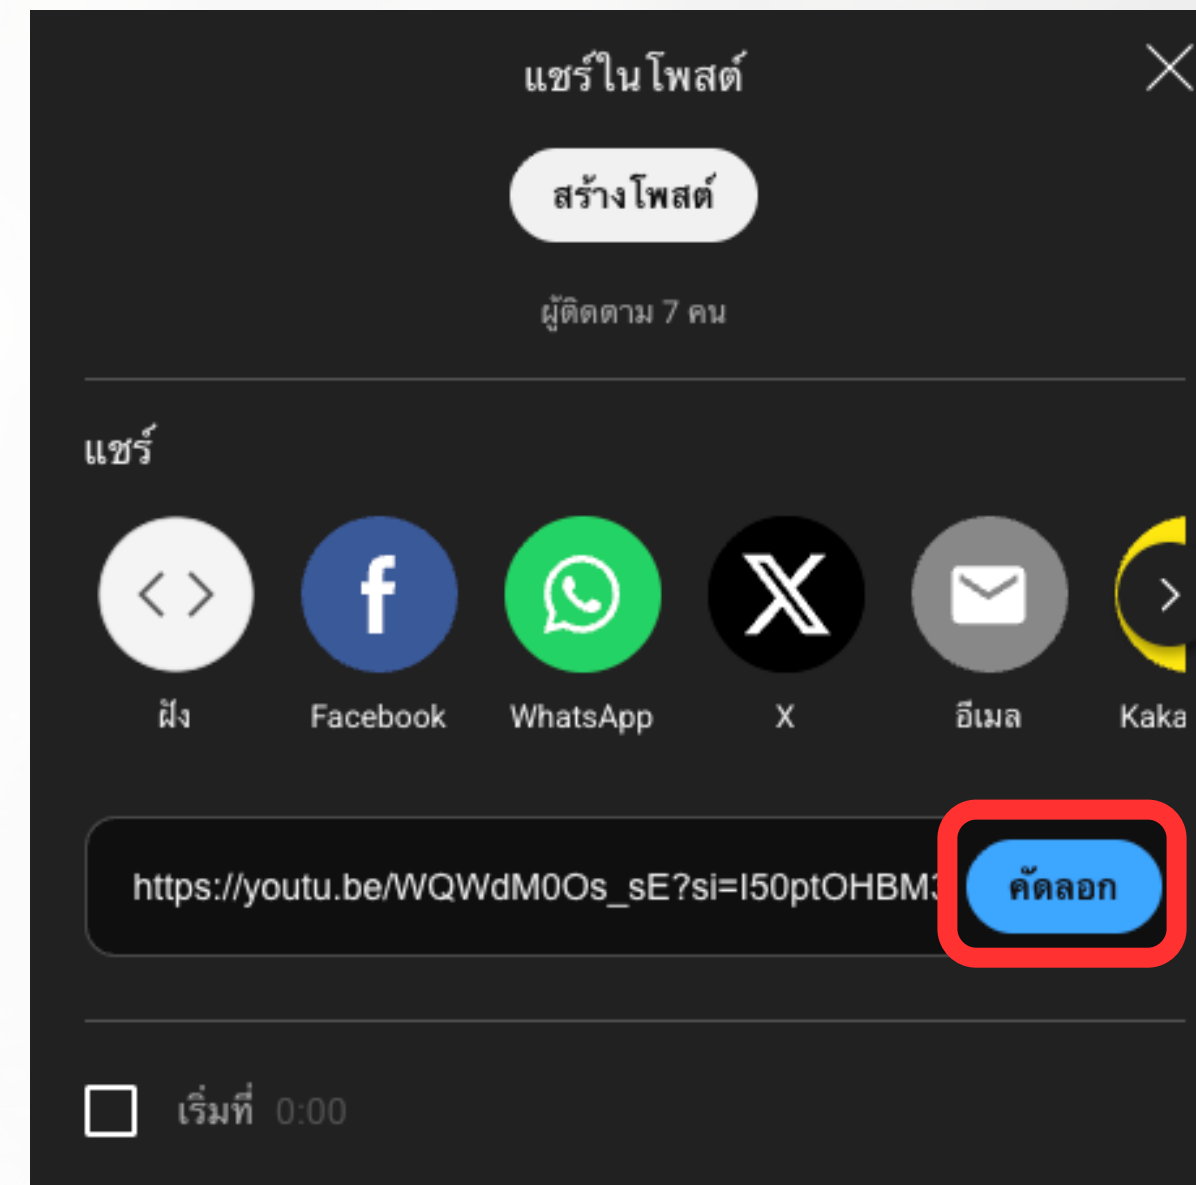 แชร์ในโพสต์
สร้างโพสต์
ผู้ติดตาม 7 คน
แชร์
ฝัง
Facebook
WhatsApp
X
อีเมล
Kaka
https://youtu.be/WQWdM0Os_sE?si=I50ptOHBM
คัดลอก
เริ่มที่ 0:00